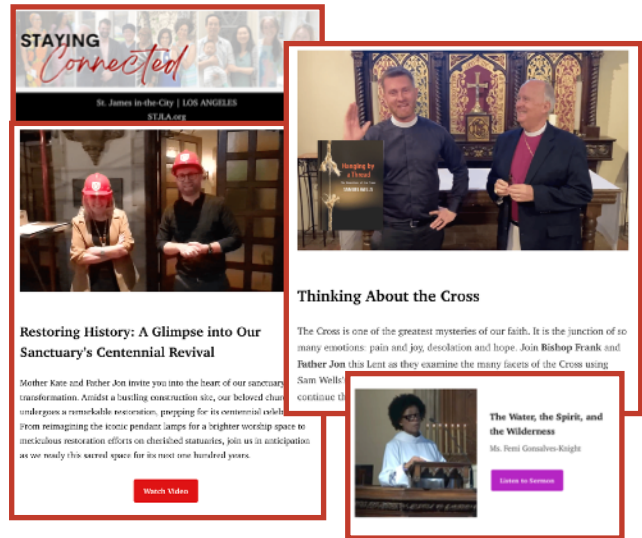 STAYING
Connected
St. James in-the-City | LOS ANGELES
STJLA.org
Restoring History: A Glimpse into Our
Sanctuary's Centennial Revival
Mother Kate and Father Jon invite you into the heart of our sanctuary
transformation. Amidst a bustling construction site, our beloved chur
undergoes a remarkable restoration, prepping for its centennial celeb
From reimagining the iconic pendant lamps for a brighter worship space to
meticulous restoration efforts on cherished statuaries, join us in anticipation
as we ready this sacred space for its next one hundred years.
Watch Video
Hanging by
a Thread
Thinking About the Cross
The Cross is one of the greatest mysteries of our faith. It is the junction of so
many emotions: pain and joy, desolation and hope. Join Bishop Frank and
Father Jon this Lent as they examine the many facets of the Cross using
Sam Wells'
continue th
The Water, the Spirit, and
the Wilderness
Ms. Femi Gonsalves-Knight
Listen to Sermon